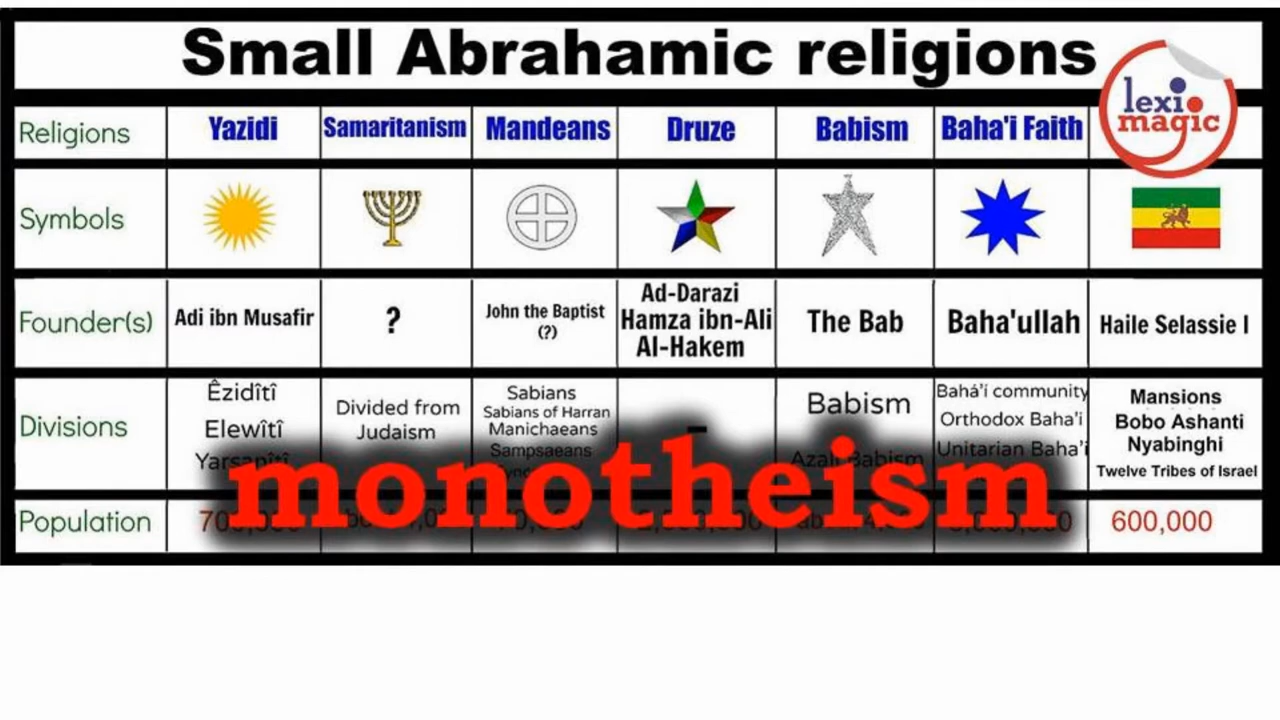 Small Abrahamic religions
lexi
magic
Religions Yazidi Samaritanism Mandeans Druze Babism Baha'i Faith
Symbols
Founder(s) Adi ibn Musafir ? John the Baptist (?) Ad-Darazi Hamza ibn-Ali Al-Hakem The Bab Baha'ullah Haile Selassie I
Divisions
Êzidîtî
Elewîtî
Yarsanîtî
Divided from
Judaism
Sabians
Sabians of Harran
Manichaeans
Sampsaeans
-
Babism
Azali Babism
Bahá'í community
Orthodox Baha'i
Unitarian Baha'i
Mansions
Bobo Ashanti
Nyabinghi
Twelve Tribes of Israel
monotheism
Population 600,000